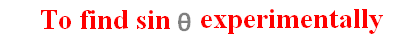 To find sin θ experimentally